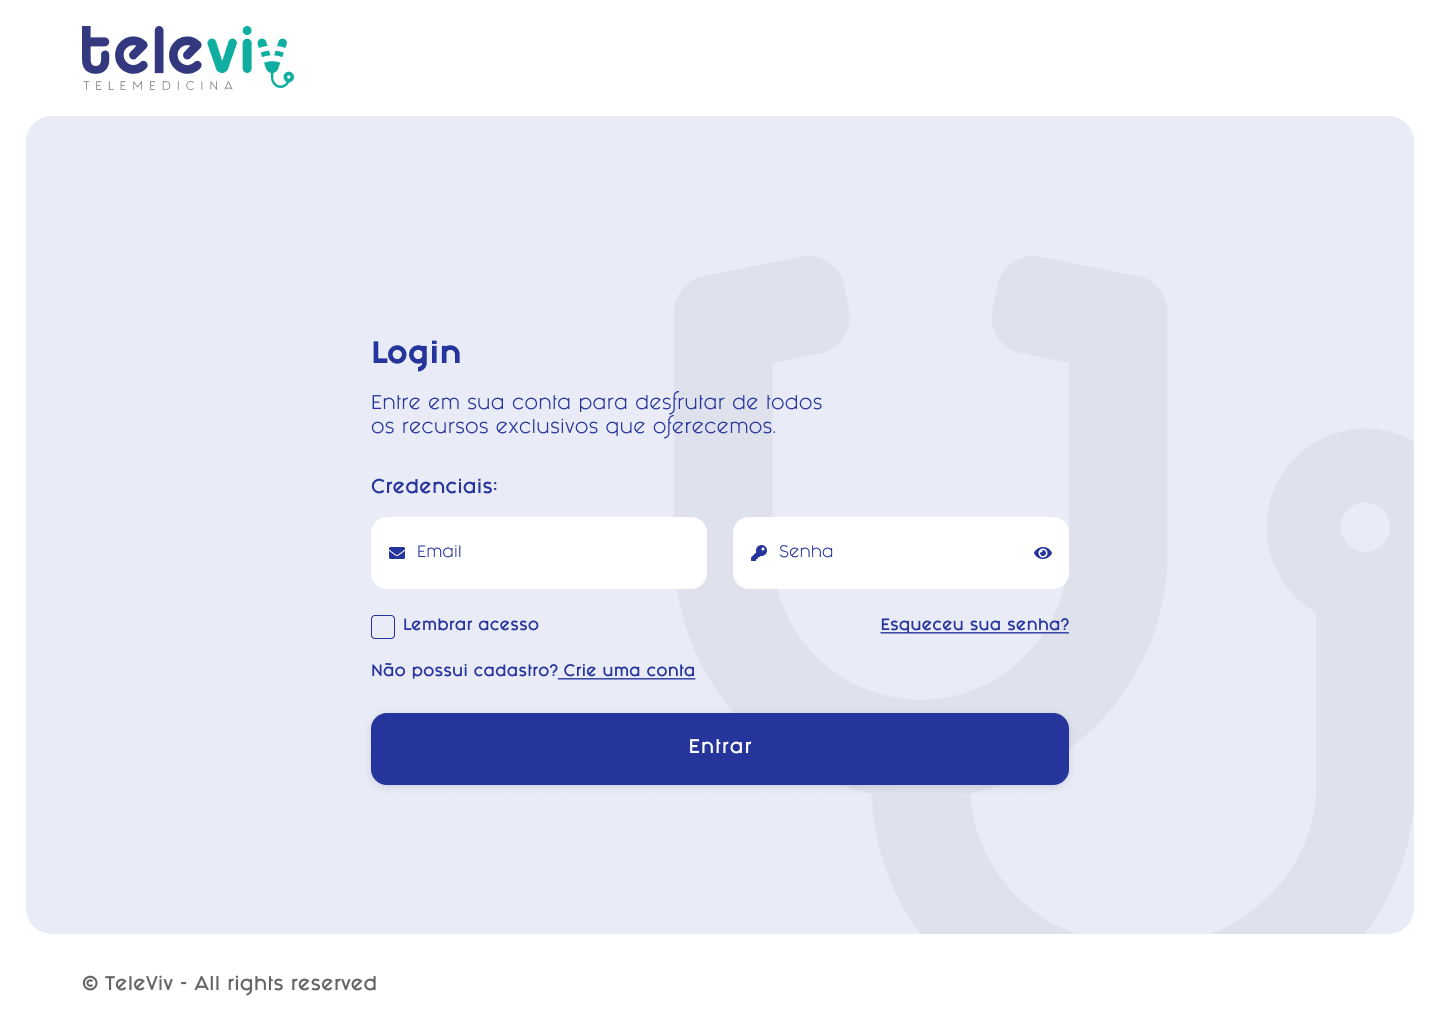 televiv
TELEMEDICINA
Login
Entre em sua conta para desfrutar de todos
os recursos exclusivos que oferecemos.
Credenciais:
Email
Senha
Lembrar acesso
Esqueceu sua senha?
Não possui cadastro? Crie uma conta
Entrar
© TeleViv - All rights reserved